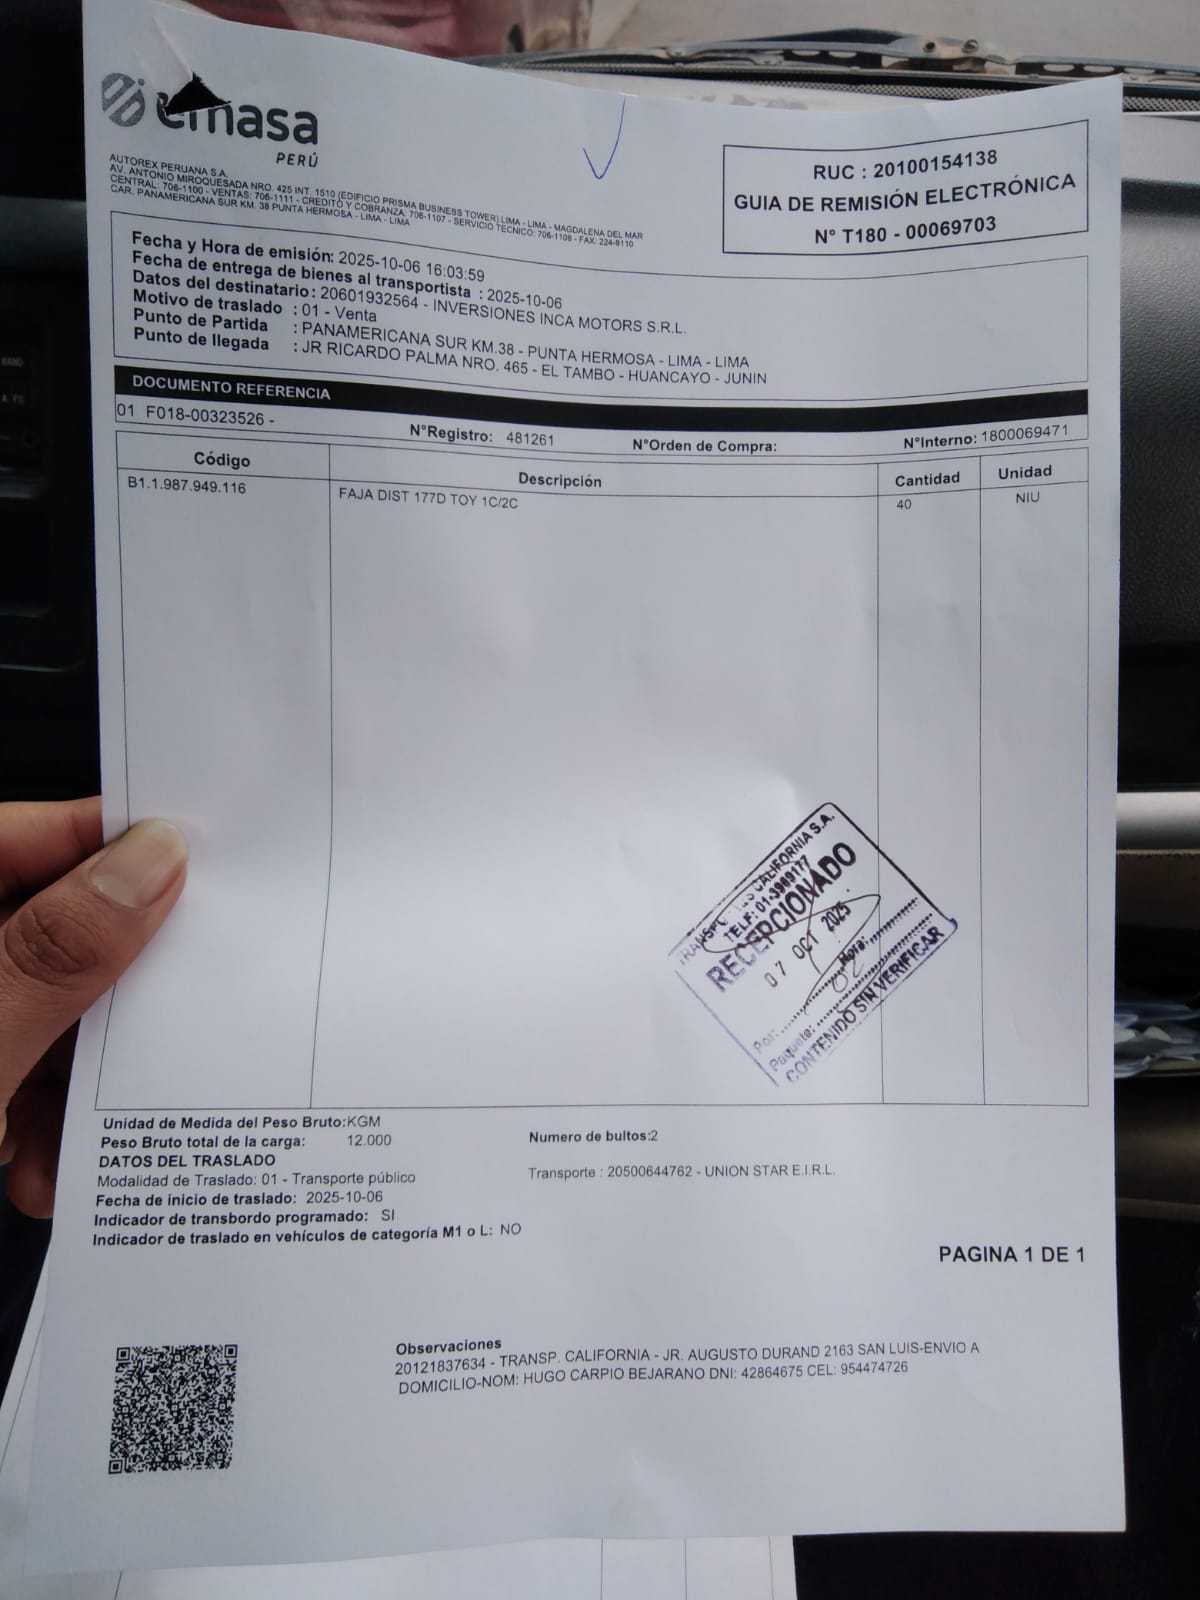 emasa
PERÚ
AUTOREX PERUANA S.A.
AV. ANTONIO MIROQUESADA NRO. 425 INT. 1510 (EDIFICIO PRISMA BUSINESS TOWER) LIMA - LIMA - MAGDALENA DEL MAR
CENTRAL: 706-1100 - VENTAS: 706-1111 - CREDITO Y COBRANZA: 706-1107 - SERVICIO TECNICO: 706-1108 - FAX: 224-8110
CAR. PANAMERICANA SUR KM. 38 PUNTA HERMOSA - LIMA - LIMA
RUC : 20100154138
GUIA DE REMISIÓN ELECTRÓNICA
N° T180 - 00069703
Fecha y Hora de emisión: 2025-10-06 16:03:59
Fecha de entrega de bienes al transportista : 2025-10-06
Datos del destinatario : 20601932564 - INVERSIONES INCA MOTORS S.R.L.
Motivo de traslado : 01 - Venta
Punto de Partida : PANAMERICANA SUR KM.38 - PUNTA HERMOSA - LIMA - LIMA
Punto de llegada : JR RICARDO PALMA NRO. 465 - EL TAMBO - HUANCAYO - JUNIN
DOCUMENTO REFERENCIA
01 F018-00323526 - N°Registro: 481261 N°Orden de Compra: N°Interno: 1800069471
Código Descripción Cantidad Unidad
B1.1.987.949.116 FAJA DIST 177D TOY 1C/2C 40 NIU
CALIFORNIA S.A.
TELF: 01-3989177
RECEPCIONADO
07 OCT 2025
Hora:
Por:
Paquete: 02
CONTENIDO SIN VERIFICAR
Unidad de Medida del Peso Bruto:KGM
Peso Bruto total de la carga: 12.000 Numero de bultos:2
DATOS DEL TRASLADO
Modalidad de Traslado: 01 - Transporte público Transporte : 20500644762 - UNION STAR E.I.R.L.
Fecha de inicio de traslado: 2025-10-06
Indicador de transbordo programado: SI
Indicador de traslado en vehículos de categoría M1 o L: NO
PAGINA 1 DE 1
Observaciones
20121837634 - TRANSP. CALIFORNIA - JR. AUGUSTO DURAND 2163 SAN LUIS-ENVIO A
DOMICILIO-NOM: HUGO CARPIO BEJARANO DNI: 42864675 CEL: 954474726